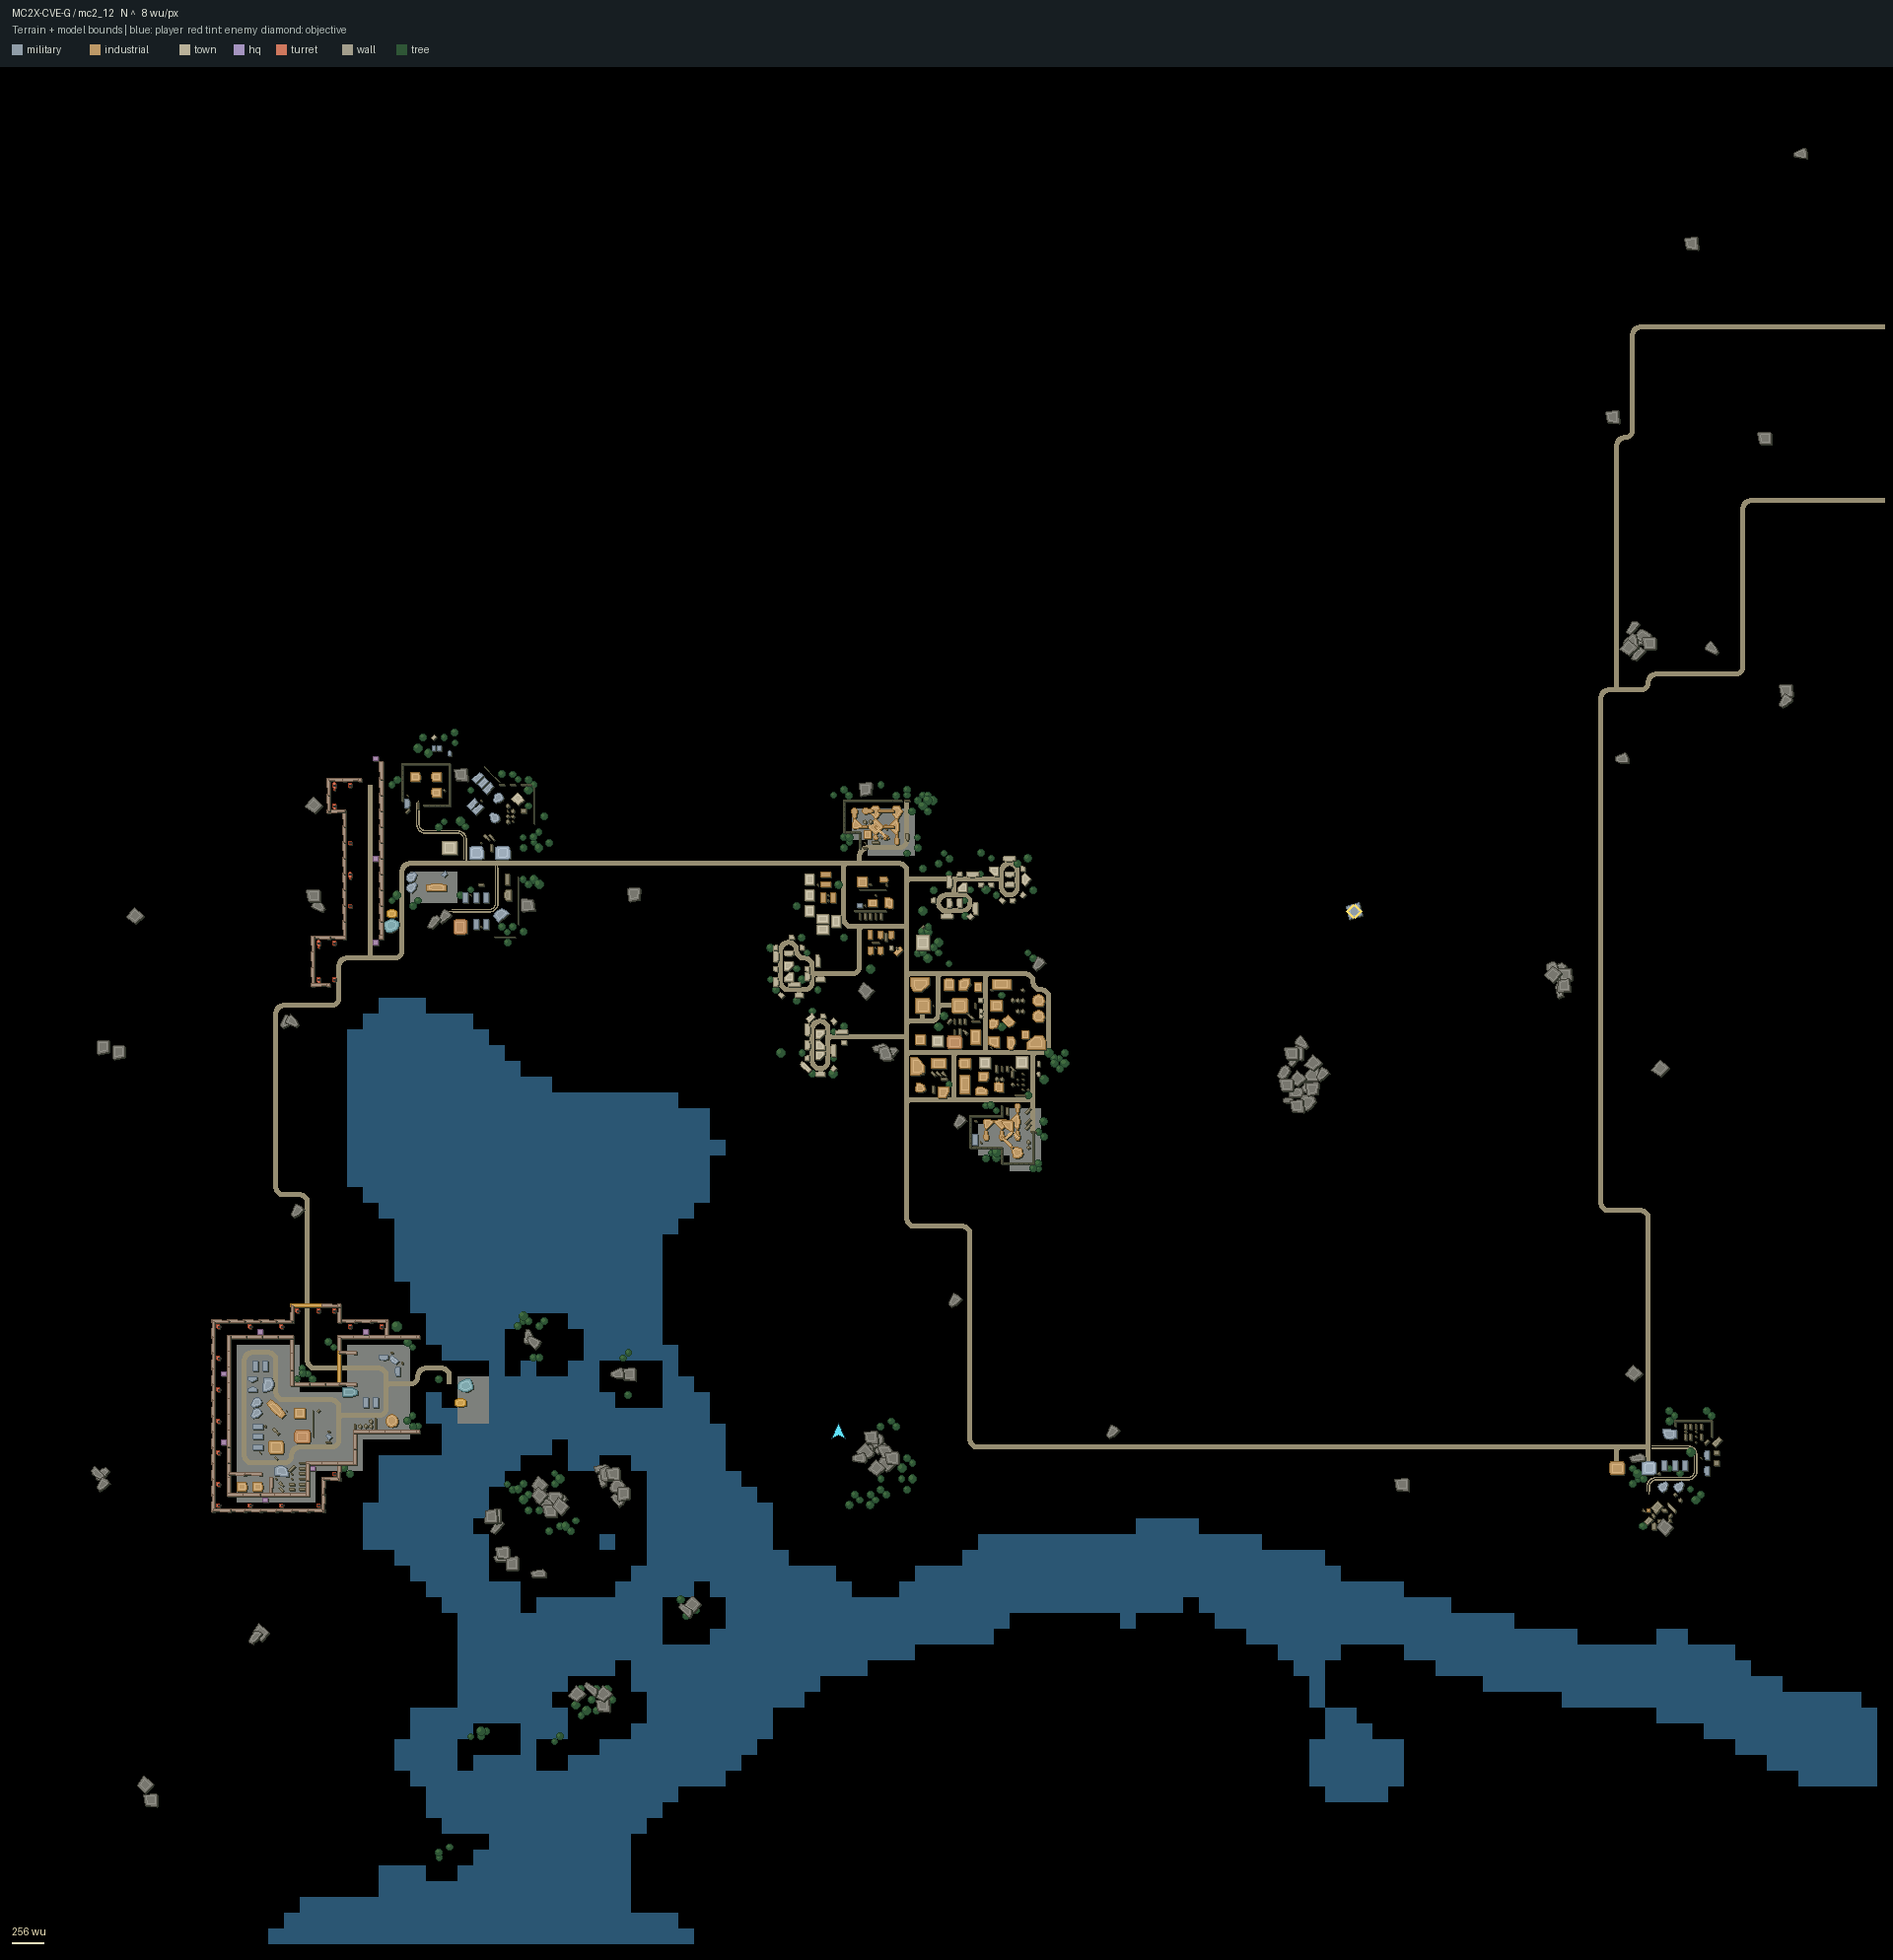 MC2X-CVE-G / mc2_12 N ^ 8 wu/px
Terrain + model bounds | blue: player red tint: enemy diamond: objective
military industrial town hq turret wall tree
256 wu